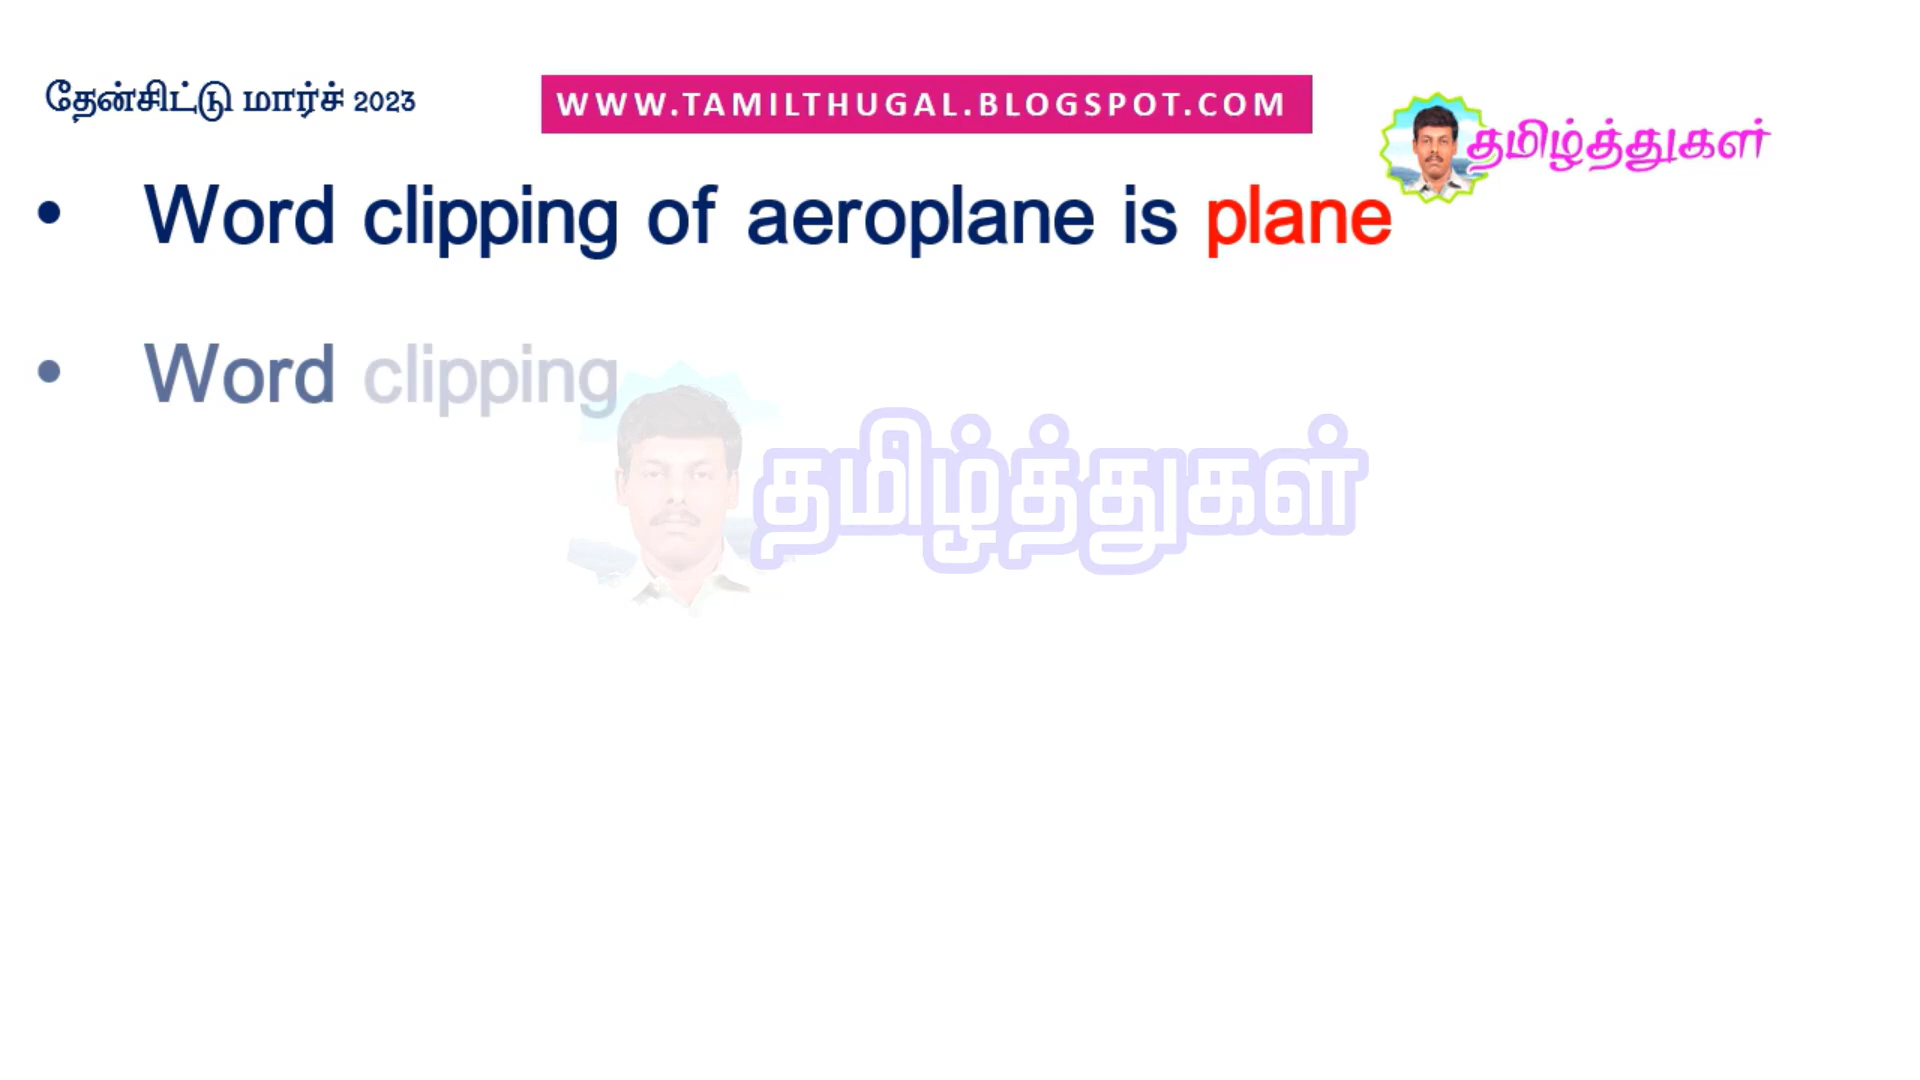 தேன்சிட்டு மார்ச் 2023
WWW.TAMILTHUGAL.BLOGSPOT.COM
தமிழ்த்துகள்
• Word clipping of aeroplane is plane
• Word clipping
தமிழ்த்துகள்